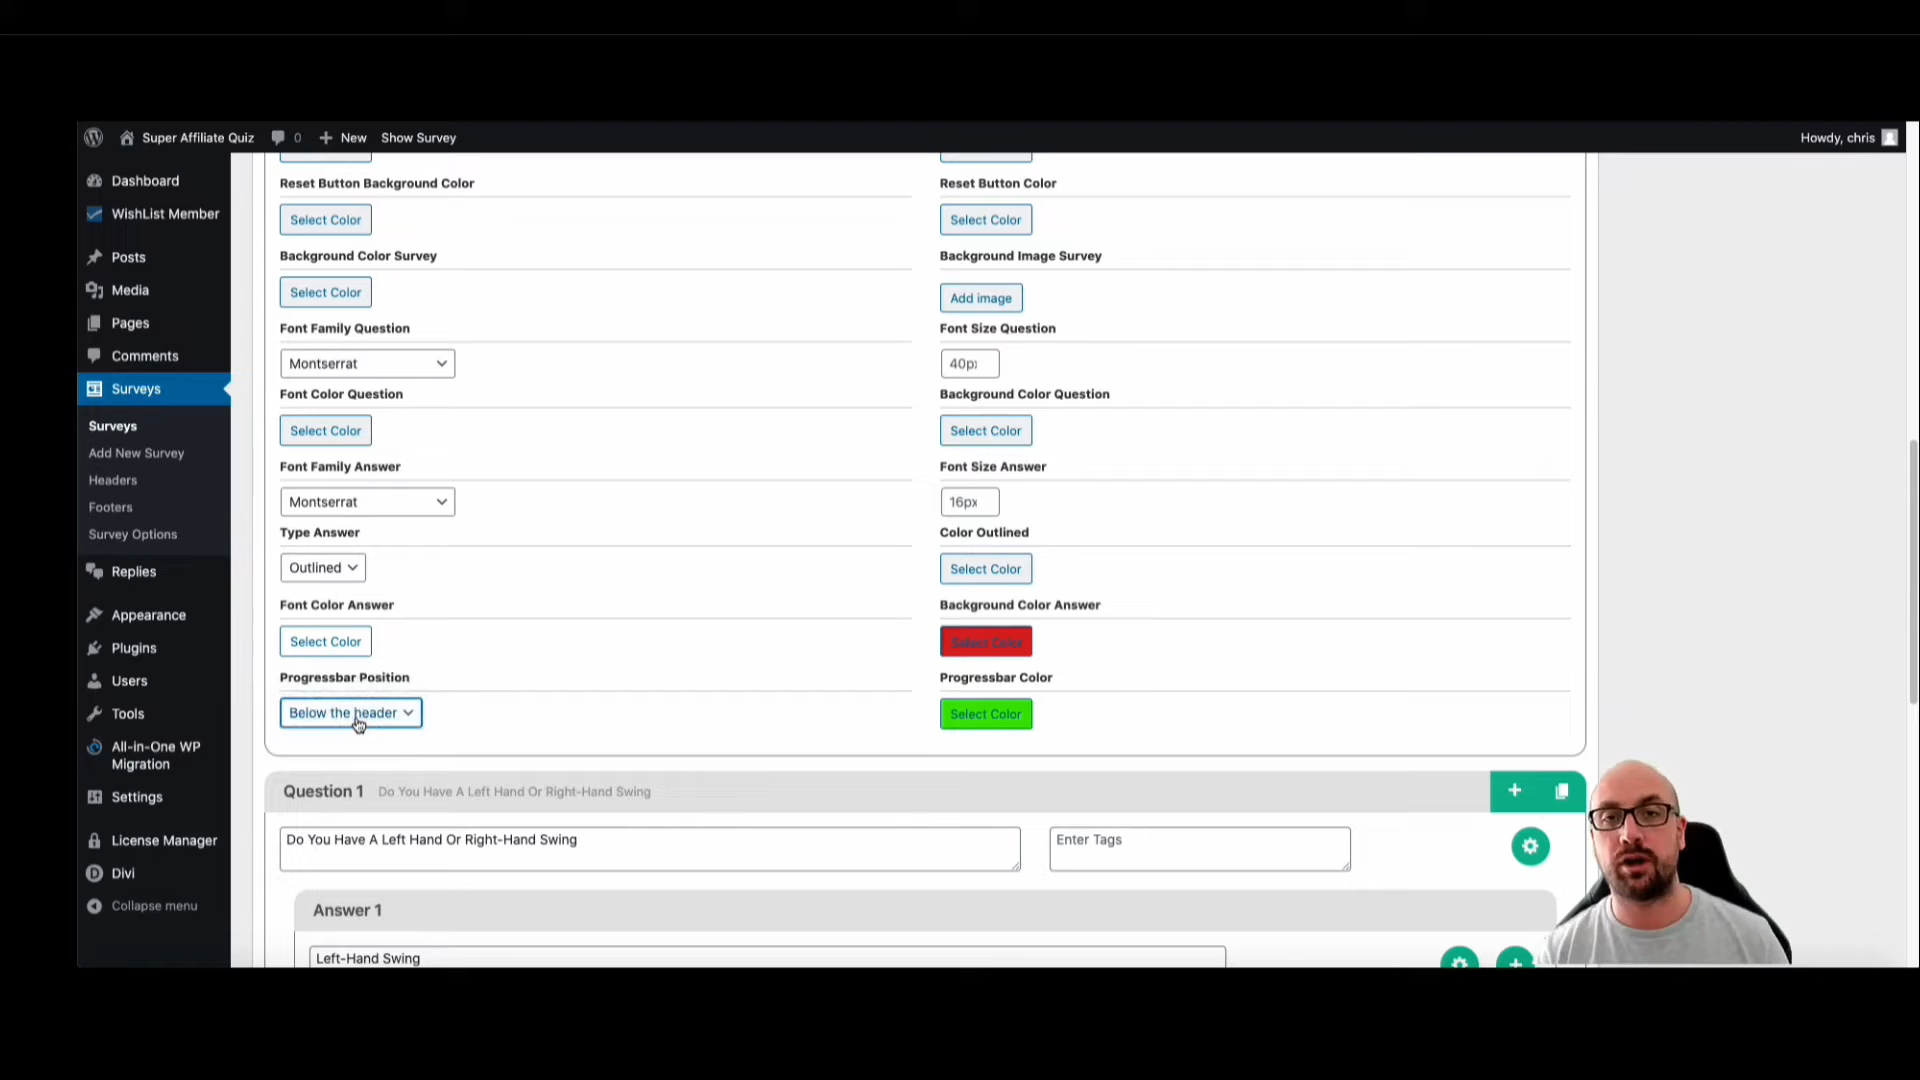 Super Affiliate Quiz
0
New
Show Survey
Howdy, chris
Dashboard
WishList Member
Posts
Media
Pages
Comments
Surveys
Surveys
Add New Survey
Headers
Footers
Survey Options
Replies
Appearance
Plugins
Users
Tools
All-in-One WP
Migration
Settings
License Manager
Divi
Collapse menu
Reset Button Background Color
Reset Button Color
Select Color
Select Color
Background Color Survey
Background Image Survey
Select Color
Add image
Font Family Question
Font Size Question
Montserrat
40px
Font Color Question
Background Color Question
Select Color
Select Color
Font Family Answer
Font Size Answer
Montserrat
16px
Type Answer
Color Outlined
Outlined
Select Color
Font Color Answer
Background Color Answer
Select Color
Select Color
Progressbar Position
Progressbar Color
Below the header
Select Color
Question 1 Do You Have A Left Hand Or Right-Hand Swing
Do You Have A Left Hand Or Right-Hand Swing
Enter Tags
Answer 1
Left-Hand Swing